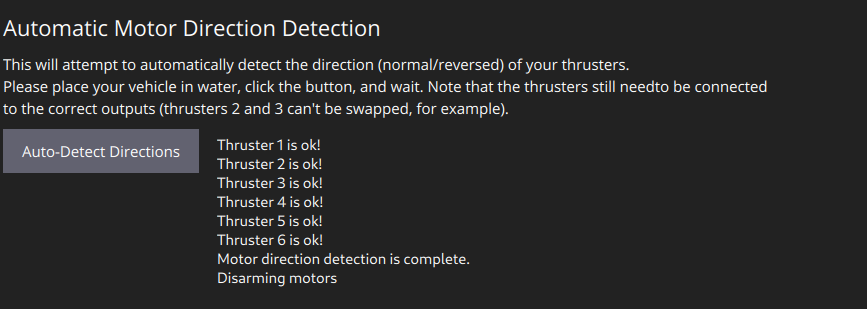 Automatic Motor Direction Detection
This will attempt to automatically detect the direction (normal/reversed) of your thrusters.
Please place your vehicle in water, click the button, and wait. Note that the thrusters still needto be connected
to the correct outputs (thrusters 2 and 3 can't be swapped, for example).
Auto-Detect Directions
Thruster 1 is ok!
Thruster 2 is ok!
Thruster 3 is ok!
Thruster 4 is ok!
Thruster 5 is ok!
Thruster 6 is ok!
Motor direction detection is complete.
Disarming motors